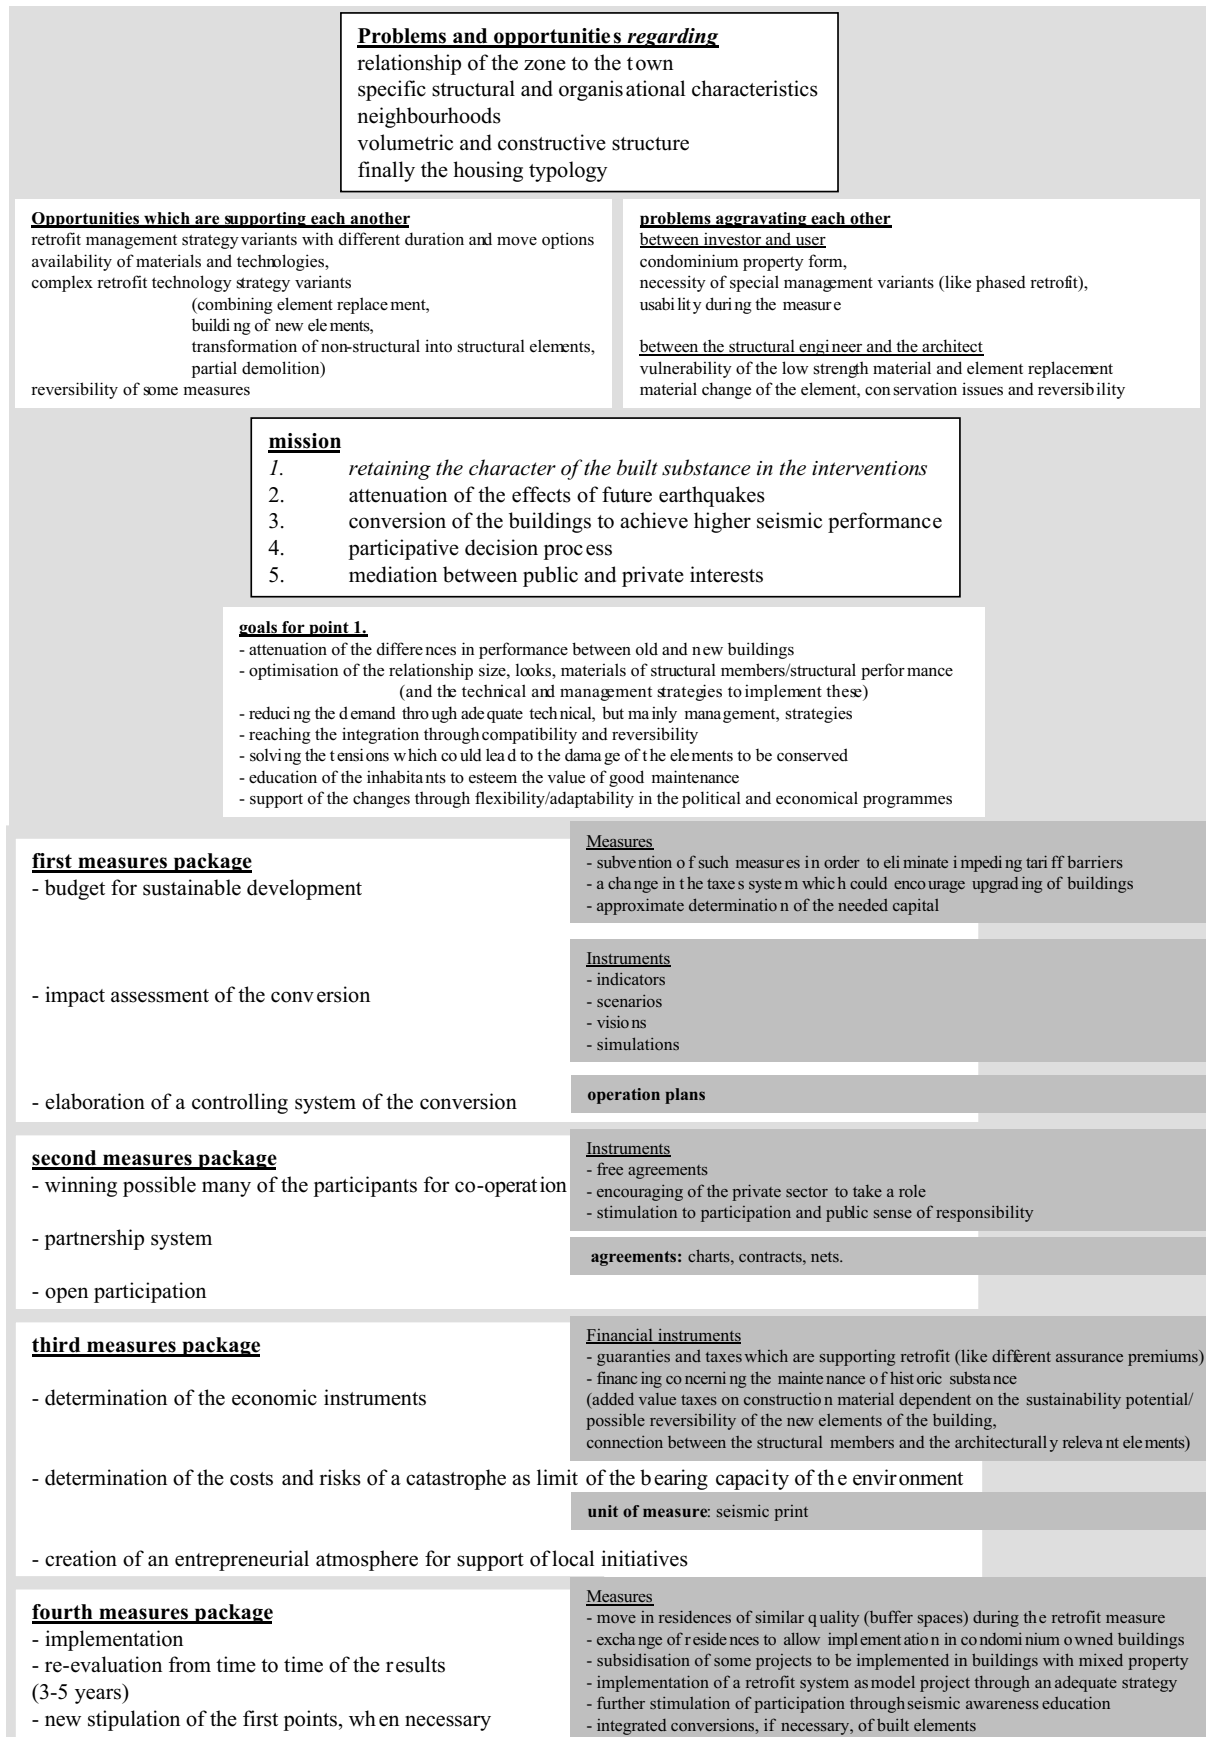 Problems and opportunities regarding
relationship of the zone to the town
specific structural and organisational characteristics
neighbourhoods
volumetric and constructive structure
finally the housing typology
Opportunities which are supporting each another
retrofit management strategy variants with different duration and move options
availability of materials and technologies,
complex retrofit technology strategy variants
(combining element replacement,
building of new elements,
transformation of non-structural into structural elements,
partial demolition)
reversibility of some measures
problems aggravating each other
between investor and user
condominium property form,
necessity of special management variants (like phased retrofit),
usability during the measure
between the structural engineer and the architect
vulnerability of the low strength material and element replacement
material change of the element, conservation issues and reversibility
mission
1. retaining the character of the built substance in the interventions
2. attenuation of the effects of future earthquakes
3. conversion of the buildings to achieve higher seismic performance
4. participative decision process
5. mediation between public and private interests
goals for point 1.
- attenuation of the differences in performance between old and new buildings
- optimisation of the relationship size, looks, materials of structural members/structural performance
(and the technical and management strategies to implement these)
- reducing the demand through adequate technical, but mainly management, strategies
- reaching the integration through compatibility and reversibility
- solving the tensions which could lead to the damage of the elements to be conserved
- education of the inhabitants to esteem the value of good maintenance
- support of the changes through flexibility/adaptability in the political and economical programmes
first measures package
- budget for sustainable development
Measures
- subvention of such measures in order to eliminate impeding tariff barriers
- a change in the taxes system which could encourage upgrading of buildings
- approximate determination of the needed capital
- impact assessment of the conversion
Instruments
- indicators
- scenarios
- visions
- simulations
- elaboration of a controlling system of the conversion
operation plans
second measures package
- winning possible many of the participants for co-operation
- partnership system
- open participation
Instruments
- free agreements
- encouraging of the private sector to take a role
- stimulation to participation and public sense of responsibility
agreements: charts, contracts, nets.
third measures package
- determination of the economic instruments
Financial instruments
- guaranties and taxes which are supporting retrofit (like different assurance premiums)
- financing concerning the maintenance of historic substance
(added value taxes on construction material dependent on the sustainability potential/
possible reversibility of the new elements of the building,
connection between the structural members and the architecturally relevant elements)
- determination of the costs and risks of a catastrophe as limit of the bearing capacity of the environment
unit of measure: seismic print
- creation of an entrepreneurial atmosphere for support of local initiatives
fourth measures package
- implementation
- re-evaluation from time to time of the results
(3-5 years)
- new stipulation of the first points, when necessary
Measures
- move in residences of similar quality (buffer spaces) during the retrofit measure
- exchange of residences to allow implementation in condominium owned buildings
- subsidisation of some projects to be implemented in buildings with mixed property
- implementation of a retrofit system as model project through an adequate strategy
- further stimulation of participation through seismic awareness education
- integrated conversions, if necessary, of built elements